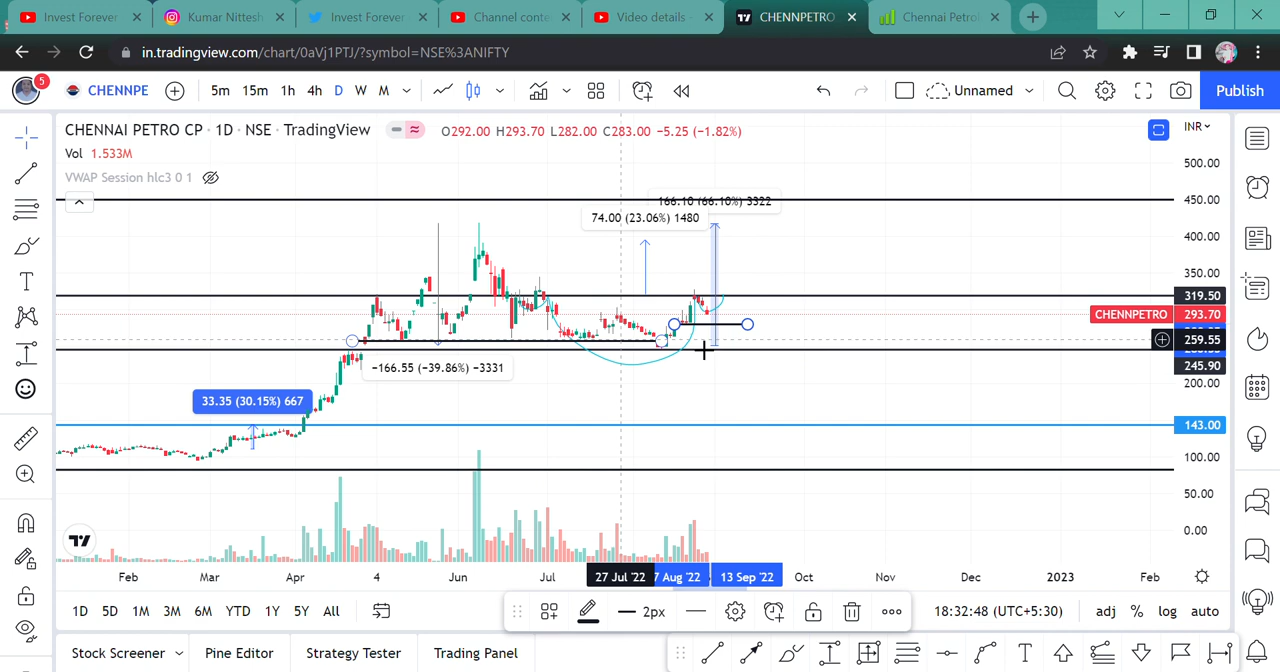 Invest Forever
Kumar Nittesh
Invest Forever
Channel conte
Video details -
CHENNPETRO
Chennai Petrol
in.tradingview.com/chart/0aVj1PTJ/?symbol=NSE%3ANIFTY
5
CHENNPE
5m 15m 1h 4h D W M
Unnamed
Publish
CHENNAI PETRO CP · 1D · NSE · TradingView
O292.00 H293.70 L282.00 C283.00 −5.25 (−1.82%)
INR
Vol 1.533M
VWAP Session hlc3 0 1
166.10 (66.10%) 3322
74.00 (23.06%) 1480
−166.55 (−39.86%) −3331
33.35 (30.15%) 667
500.00
450.00
400.00
350.00
319.50
CHENNPETRO 293.70
259.55
245.90
200.00
143.00
100.00
50.00
0.00
Feb Mar Apr 4 Jun Jul 27 Jul '22 7 Aug '22 13 Sep '22 Oct Nov Dec 2023 Feb
1D 5D 1M 3M 6M YTD 1Y 5Y All
2px
18:32:48 (UTC+5:30)
adj % log auto
Stock Screener
Pine Editor
Strategy Tester
Trading Panel